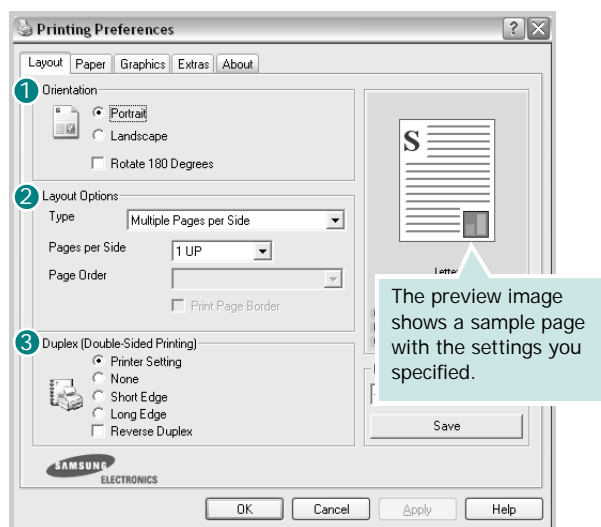 Printing Preferences
Layout Paper Graphics Extras About
1 Orientation
Portrait
Landscape
Rotate 180 Degrees
2 Layout Options
Type Multiple Pages per Side
Pages per Side 1 UP
Page Order
Print Page Border
3 Duplex (Double-Sided Printing)
Printer Setting
None
Short Edge
Long Edge
Reverse Duplex
S
The preview image
shows a sample page
with the settings you
specified.
Save
SAMSUNG
ELECTRONICS
OK Cancel Apply Help